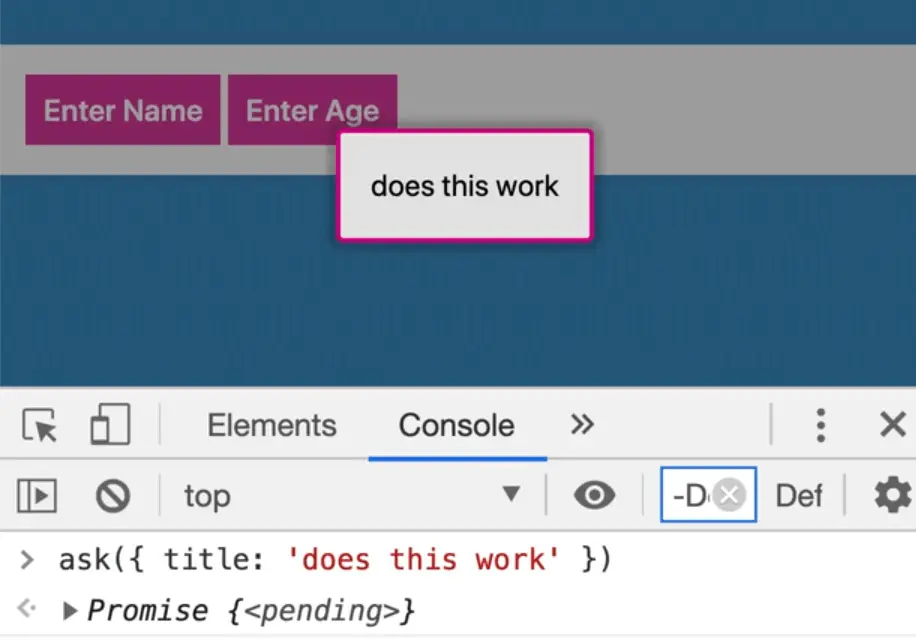 Enter Name Enter Age
does this work
Elements Console »
top -D Def
> ask({ title: 'does this work' })
Promise {<pending>}